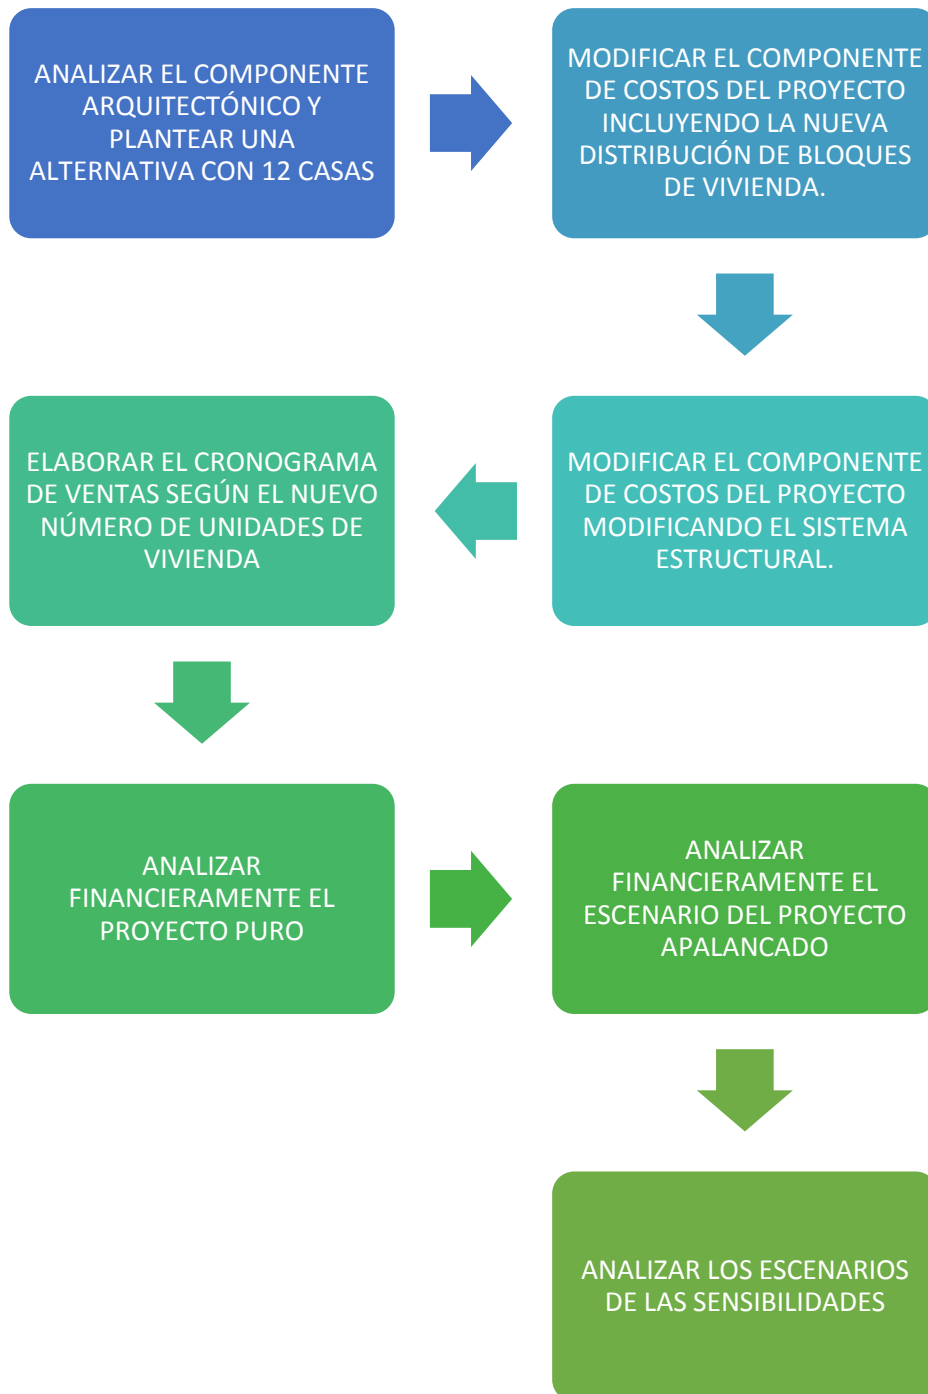 ANALIZAR EL COMPONENTE
ARQUITECTÓNICO Y
PLANTEAR UNA
ALTERNATIVA CON 12 CASAS
MODIFICAR EL COMPONENTE
DE COSTOS DEL PROYECTO
INCLUYENDO LA NUEVA
DISTRIBUCIÓN DE BLOQUES
DE VIVIENDA.
MODIFICAR EL COMPONENTE
DE COSTOS DEL PROYECTO
MODIFICANDO EL SISTEMA
ESTRUCTURAL.
ELABORAR EL CRONOGRAMA
DE VENTAS SEGÚN EL NUEVO
NÚMERO DE UNIDADES DE
VIVIENDA
ANALIZAR
FINANCIERAMENTE EL
PROYECTO PURO
ANALIZAR
FINANCIERAMENTE EL
ESCENARIO DEL PROYECTO
APALANCADO
ANALIZAR LOS ESCENARIOS
DE LAS SENSIBILIDADES